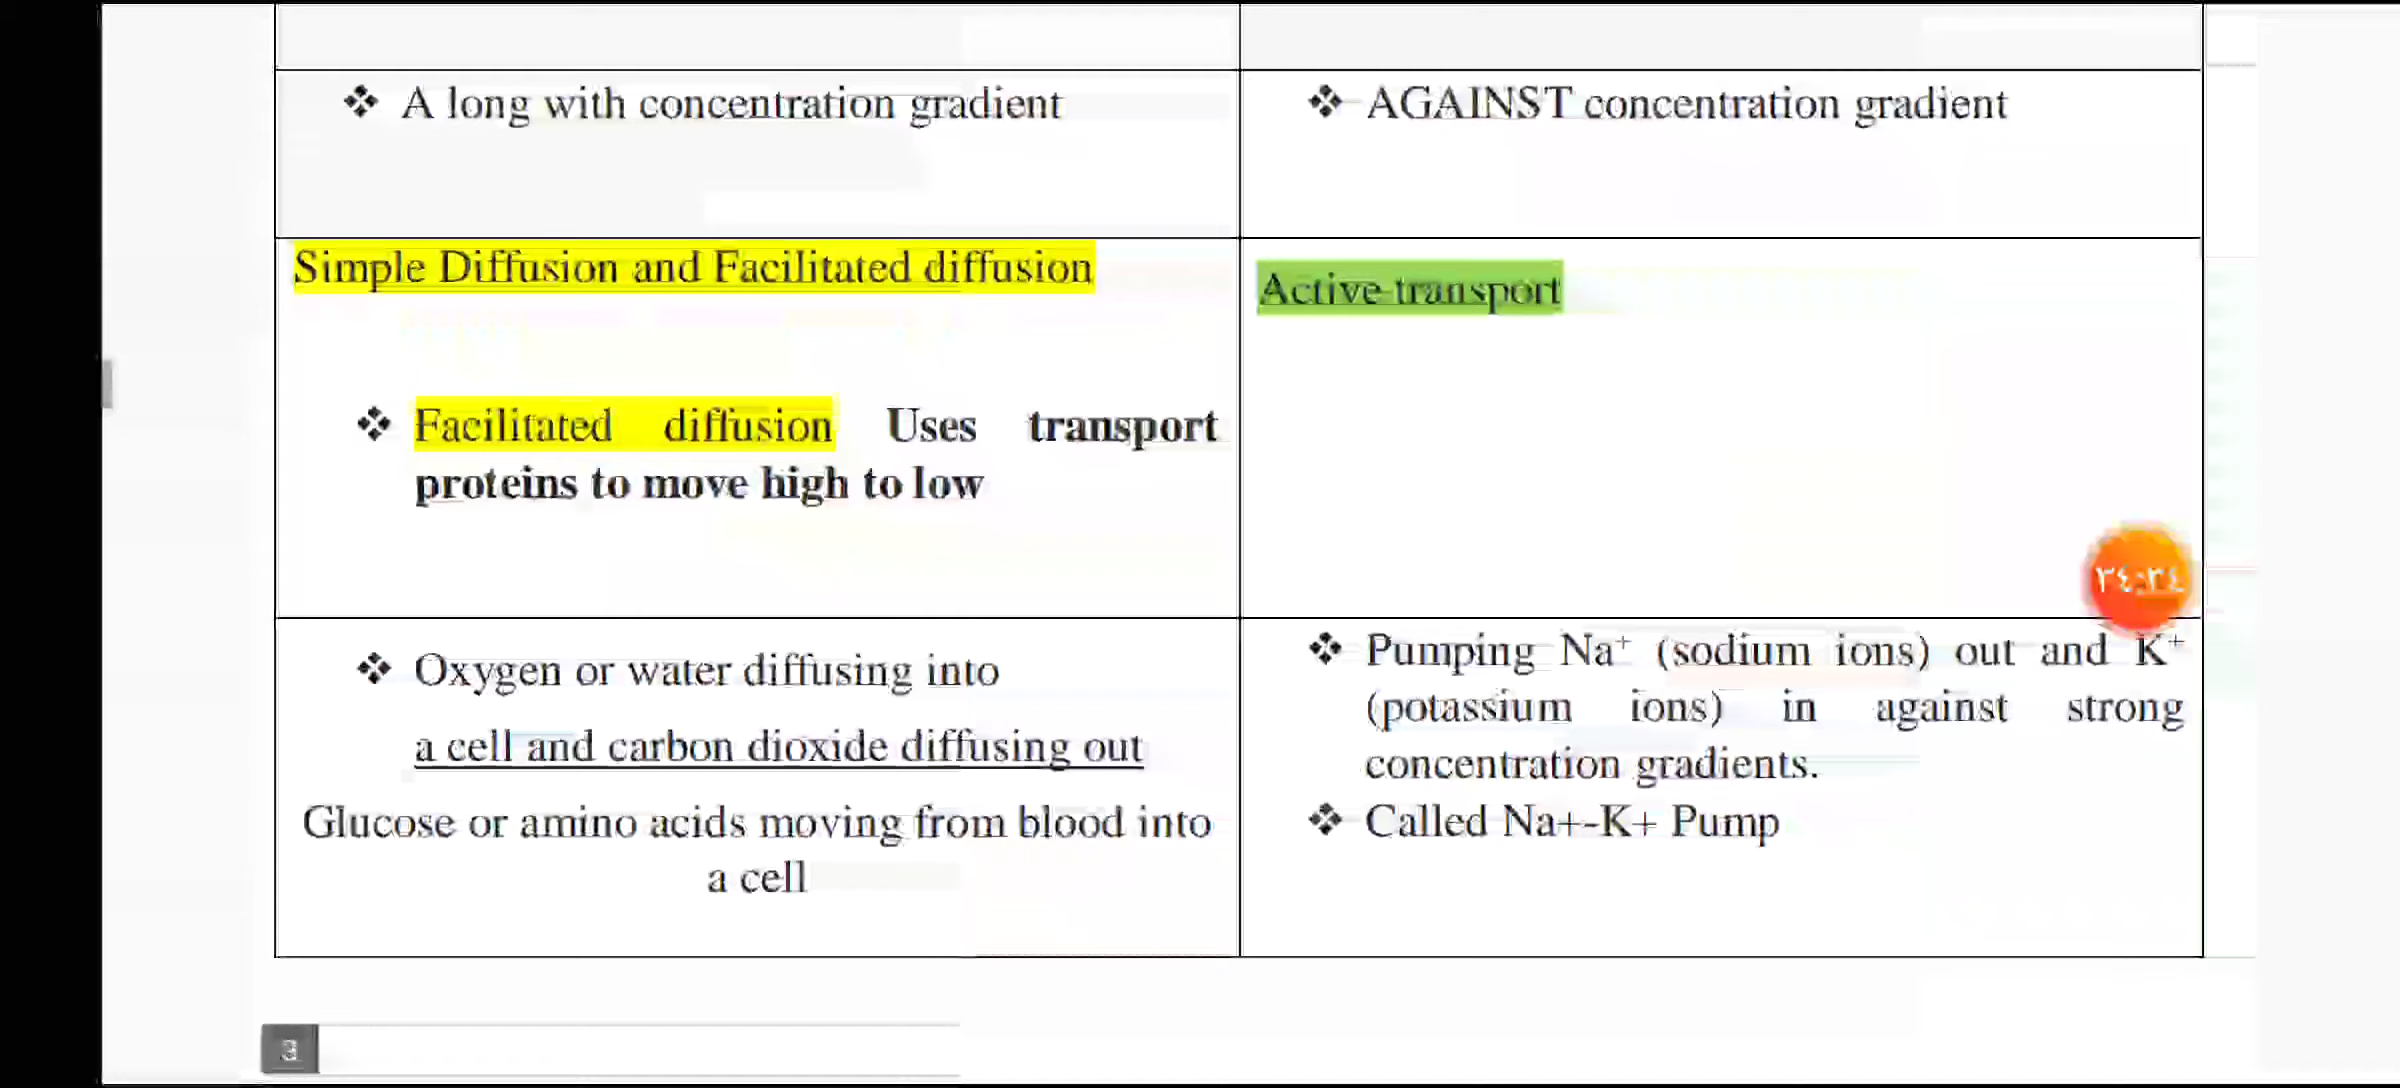 ❖ A long with concentration gradient
❖ AGAINST concentration gradient
Simple Diffusion and Facilitated diffusion
❖ Facilitated diffusion Uses transport
proteins to move high to low
Active transport
❖ Oxygen or water diffusing into
a cell and carbon dioxide diffusing out
Glucose or amino acids moving from blood into
a cell
❖ Pumping Na⁺ (sodium ions) out and K⁺
(potassium ions) in against strong
concentration gradients.
❖ Called Na+-K+ Pump
٣٤:٣٤
3